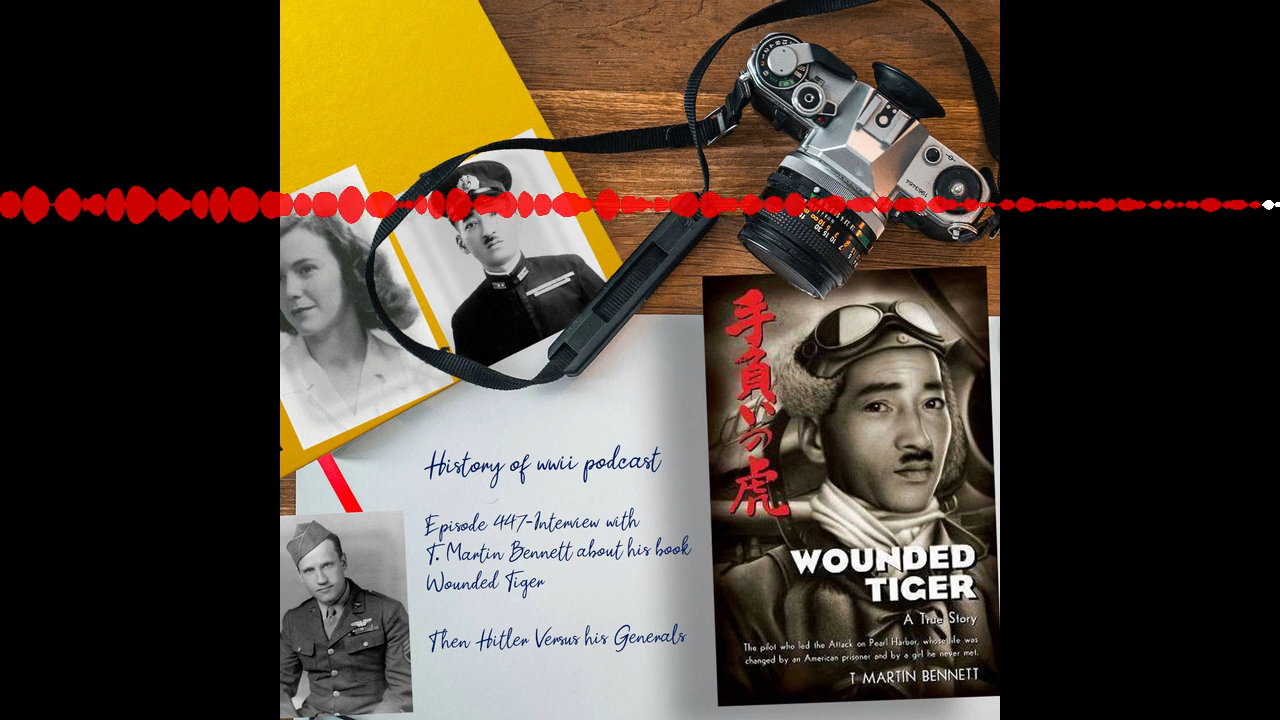 History of wwii podcast
Episode 447-Interview with
T. Martin Bennett about his book
Wounded Tiger
Then Hitler Versus his Generals
手負いの虎
WOUNDED
TIGER
A True Story
The pilot who led the Attack on Pearl Harbor, whose life was
changed by an American prisoner and by a girl he never met.
T MARTIN BENNETT